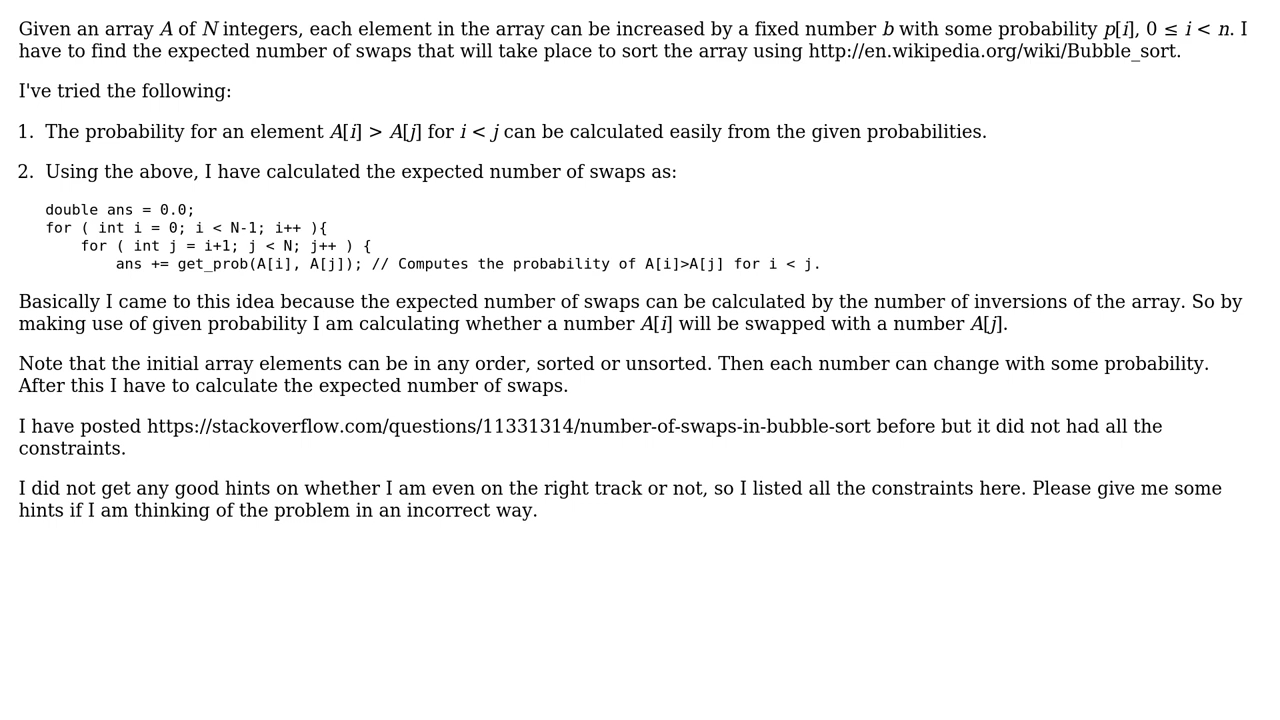 Given an array A of N integers, each element in the array can be increased by a fixed number b with some probability p[i], 0 ≤ i < n. I
have to find the expected number of swaps that will take place to sort the array using http://en.wikipedia.org/wiki/Bubble_sort.
I've tried the following:
1. The probability for an element A[i] > A[j] for i < j can be calculated easily from the given probabilities.
2. Using the above, I have calculated the expected number of swaps as:
double ans = 0.0;
for ( int i = 0; i < N-1; i++ ){
    for ( int j = i+1; j < N; j++ ) {
        ans += get_prob(A[i], A[j]); // Computes the probability of A[i]>A[j] for i < j.
Basically I came to this idea because the expected number of swaps can be calculated by the number of inversions of the array. So by
making use of given probability I am calculating whether a number A[i] will be swapped with a number A[j].
Note that the initial array elements can be in any order, sorted or unsorted. Then each number can change with some probability.
After this I have to calculate the expected number of swaps.
I have posted https://stackoverflow.com/questions/11331314/number-of-swaps-in-bubble-sort before but it did not had all the
constraints.
I did not get any good hints on whether I am even on the right track or not, so I listed all the constraints here. Please give me some
hints if I am thinking of the problem in an incorrect way.